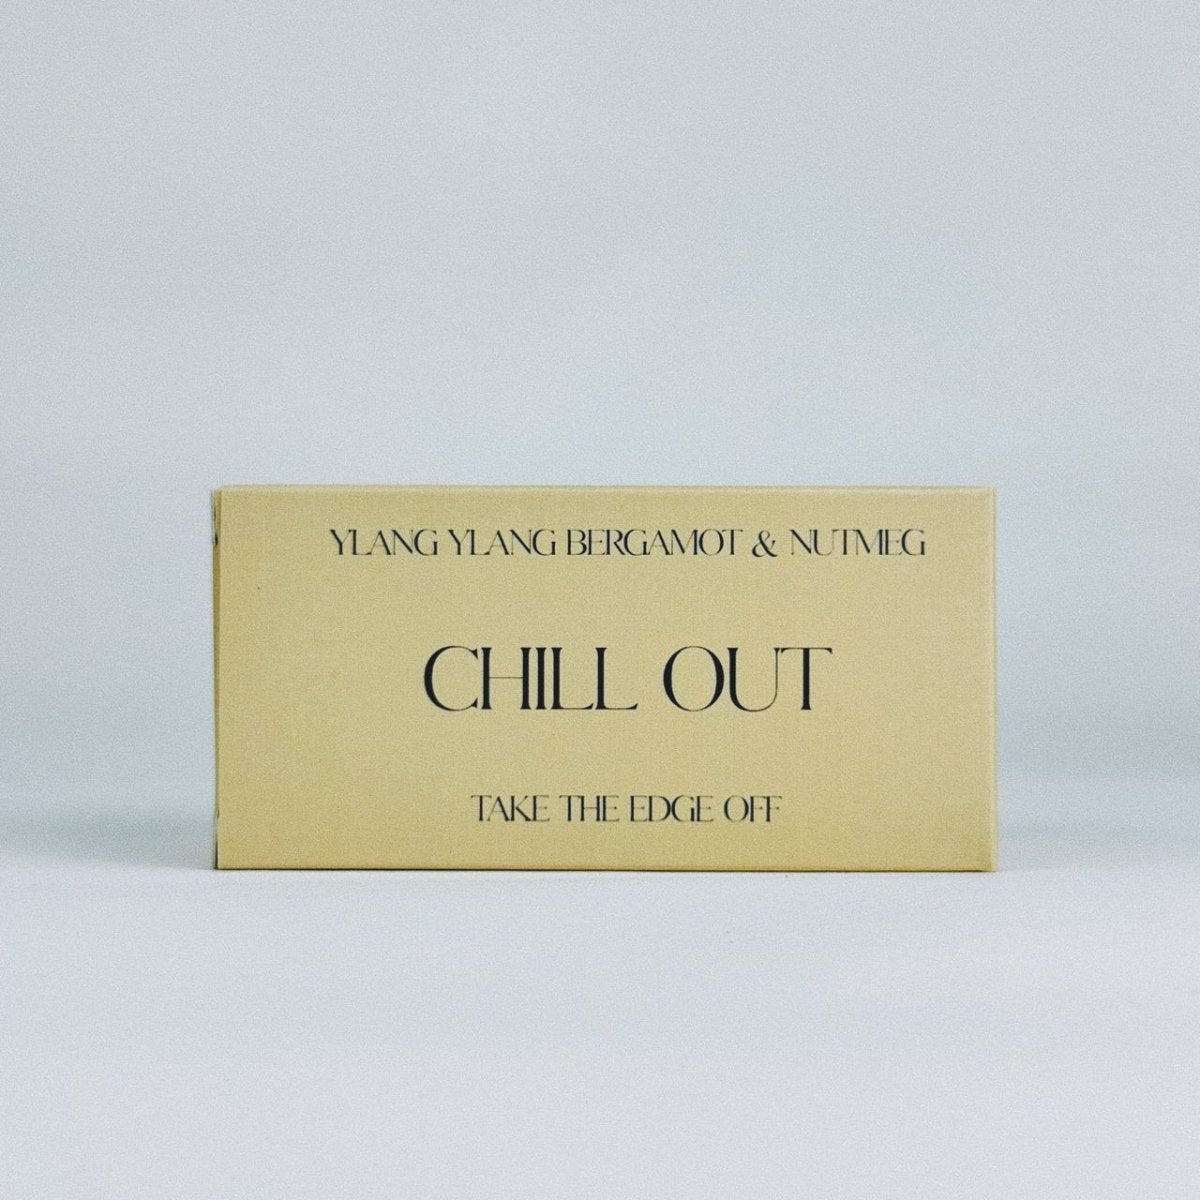 YLANG YLANG BERGAMOT & NUTMEG
CHILL OUT
TAKE THE EDGE OFF